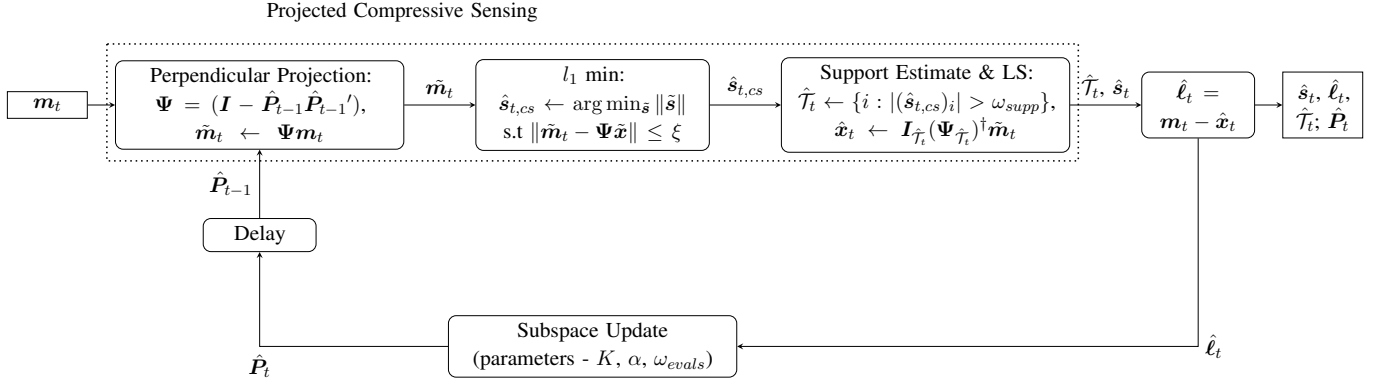 Projected Compressive Sensing
𝒎_t
Perpendicular Projection:
𝚿 = (𝑰 − 𝑷̂_{t−1}𝑷̂_{t−1}′),
𝒎̃_t ← 𝚿𝒎_t
𝒎̃_t
l_1 min:
𝒔̂_{t,cs} ← arg min_{𝒔̃} ‖𝒔̃‖
s.t ‖𝒎̃_t − 𝚿𝒙̃‖ ≤ ξ
𝒔̂_{t,cs}
Support Estimate & LS:
𝒯̂_t ← {i : |(𝒔̂_{t,cs})_i| > ω_{supp}},
𝒙̂_t ← 𝑰_{𝒯̂_t}(𝚿_{𝒯̂_t})^†𝒎̃_t
𝒯̂_t, 𝒔̂_t
ℓ̂_t =
𝒎_t − 𝒙̂_t
𝒔̂_t, ℓ̂_t,
𝒯̂_t; 𝑷̂_t
𝑷̂_{t−1}
Delay
Subspace Update
(parameters - K, α, ω_{evals})
𝑷̂_t
ℓ̂_t